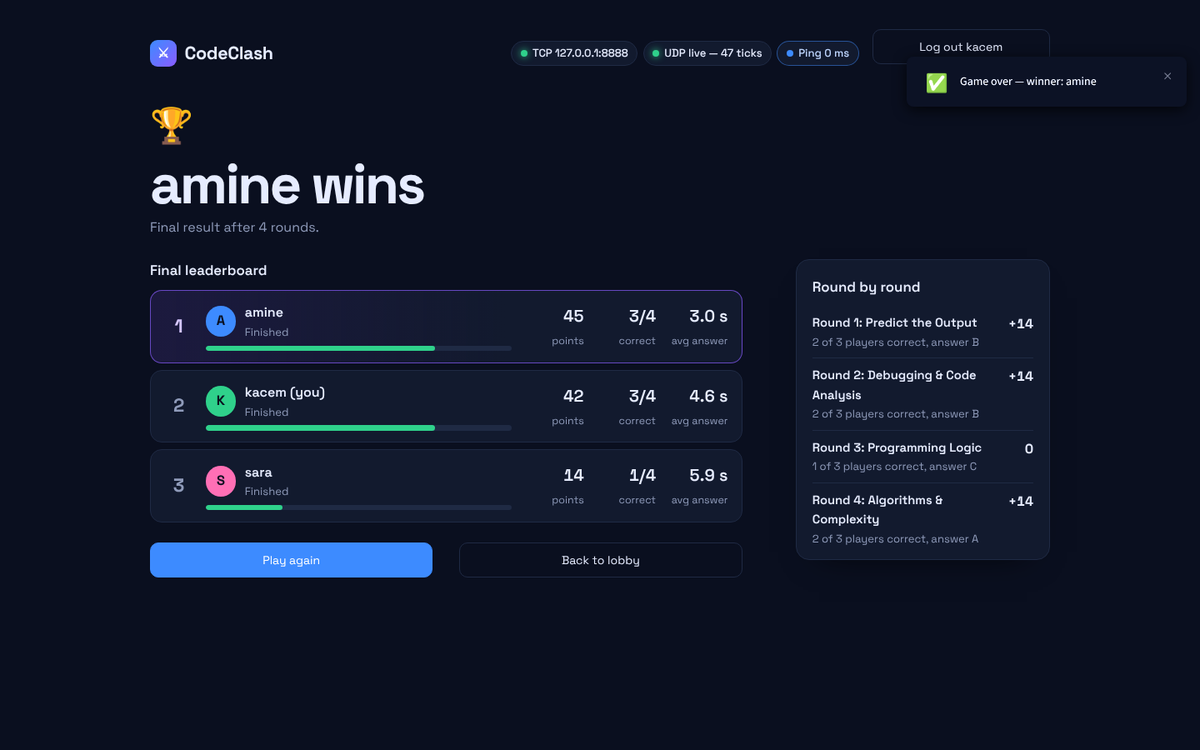 CodeClash
TCP 127.0.0.1:8888
UDP live — 47 ticks
Ping 0 ms
Log out kacem
Game over — winner: amine
×
amine wins
Final result after 4 rounds.
Final leaderboard
1
A
amine
Finished
45
points
3/4
correct
3.0 s
avg answer
2
K
kacem (you)
Finished
42
points
3/4
correct
4.6 s
avg answer
3
S
sara
Finished
14
points
1/4
correct
5.9 s
avg answer
Play again
Back to lobby
Round by round
Round 1: Predict the Output
+14
2 of 3 players correct, answer B
Round 2: Debugging & Code
Analysis
+14
2 of 3 players correct, answer B
Round 3: Programming Logic
0
1 of 3 players correct, answer C
Round 4: Algorithms &
Complexity
+14
2 of 3 players correct, answer A